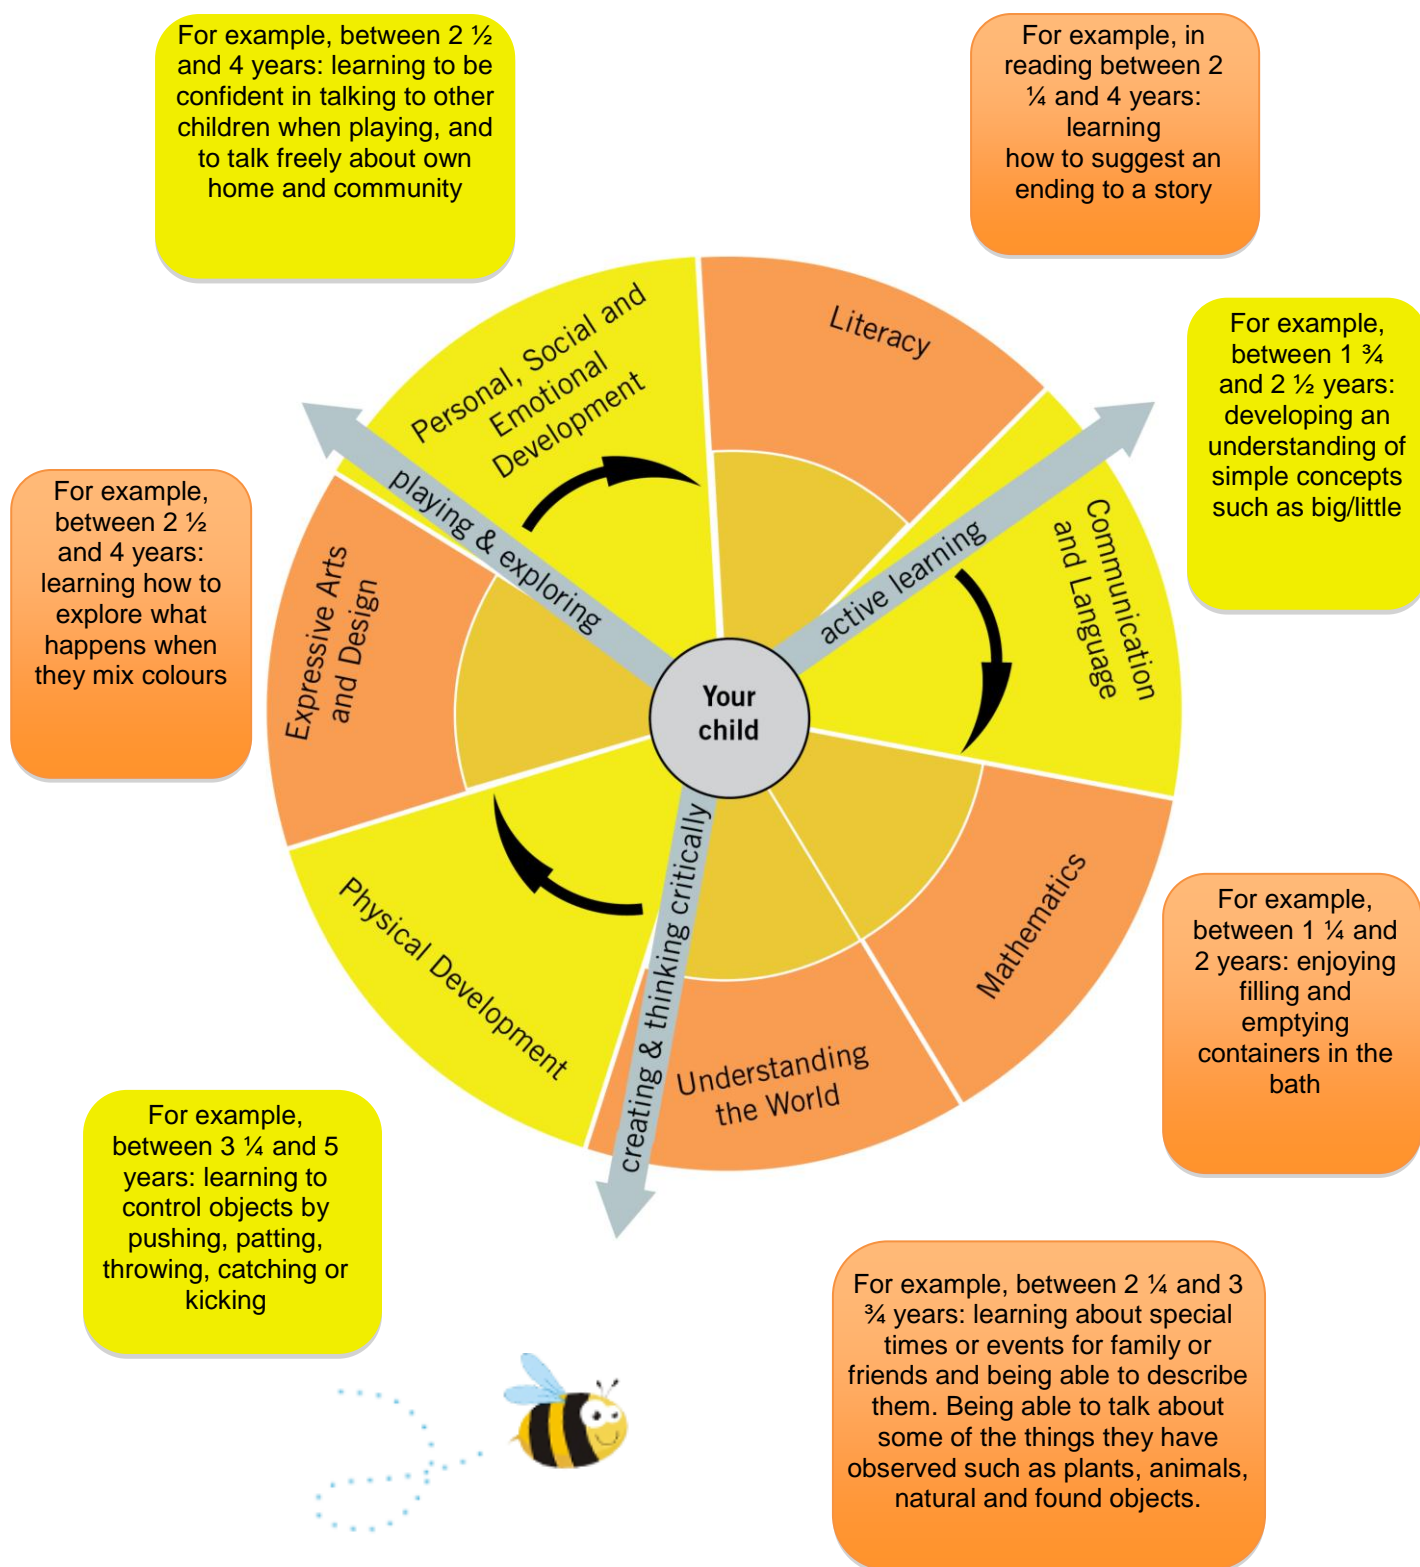 For example, between 2 ½
and 4 years: learning to be
confident in talking to other
children when playing, and
to talk freely about own
home and community
For example, in
reading between 2
¼ and 4 years:
learning
how to suggest an
ending to a story
For example,
between 1 ¾
and 2 ½ years:
developing an
understanding of
simple concepts
such as big/little
For example,
between 2 ½
and 4 years:
learning how to
explore what
happens when
they mix colours
Personal, Social and
Emotional
Development
Literacy
Communication
and Language
Expressive Arts
and Design
playing & exploring
active learning
Your
child
creating & thinking critically
Physical Development
Mathematics
Understanding
the World
For example,
between 1 ¼ and
2 years: enjoying
filling and
emptying
containers in the
bath
For example,
between 3 ¼ and 5
years: learning to
control objects by
pushing, patting,
throwing, catching or
kicking
For example, between 2 ¼ and 3
¾ years: learning about special
times or events for family or
friends and being able to describe
them. Being able to talk about
some of the things they have
observed such as plants, animals,
natural and found objects.